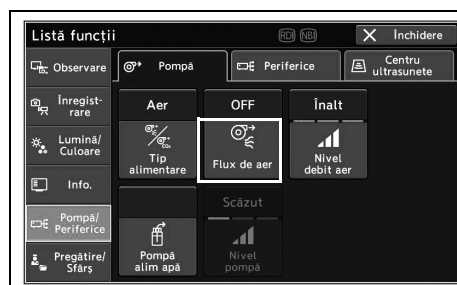 Listă funcții
RDI NBI
Închidere
Observare
Pompă
Periferice
Centru
ultrasunete
Înregist-
rare
Aer
OFF
Înalt
Lumină/
Culoare
CO₂
Tip
alimentare
Flux de aer
Nivel
debit aer
Info.
Pompă/
Periferice
Scăzut
Pregătire/
Sfârș
Pompă
alim apă
Nivel
pompă